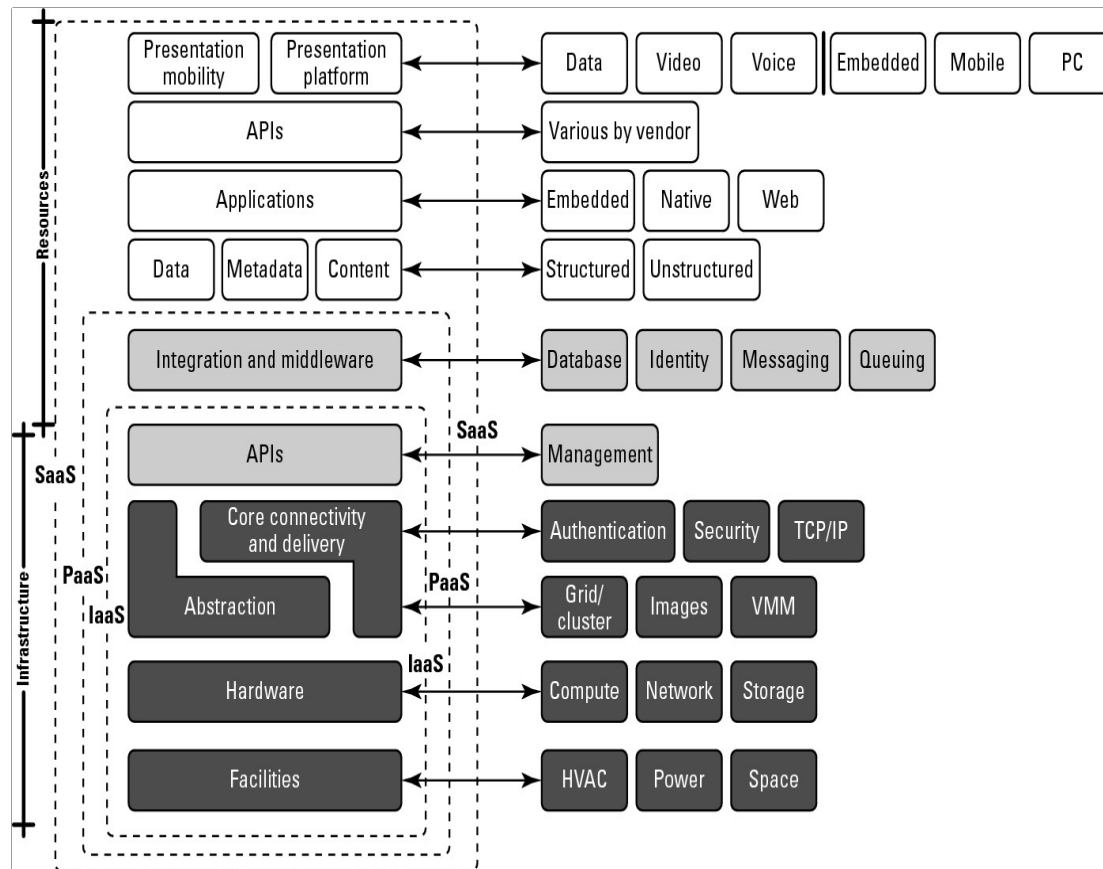 Presentation
mobility
Presentation
platform
Data
Video
Voice
Embedded
Mobile
PC
APIs
Various by vendor
Applications
Embedded
Native
Web
Resources
Data
Metadata
Content
Structured
Unstructured
Integration and middleware
Database
Identity
Messaging
Queuing
APIs
SaaS
Management
SaaS
Core connectivity
and delivery
Authentication
Security
TCP/IP
PaaS
IaaS
Abstraction
PaaS
Grid/
cluster
Images
VMM
Infrastructure
IaaS
Hardware
Compute
Network
Storage
Facilities
HVAC
Power
Space